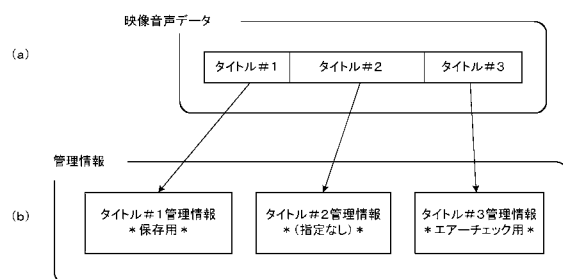 映像音声データ
(a)
タイトル#1 タイトル#2 タイトル#3
管理情報
(b)
タイトル#1管理情報
*保存用*
タイトル#2管理情報
*(指定なし)*
タイトル#3管理情報
*エアーチェック用*